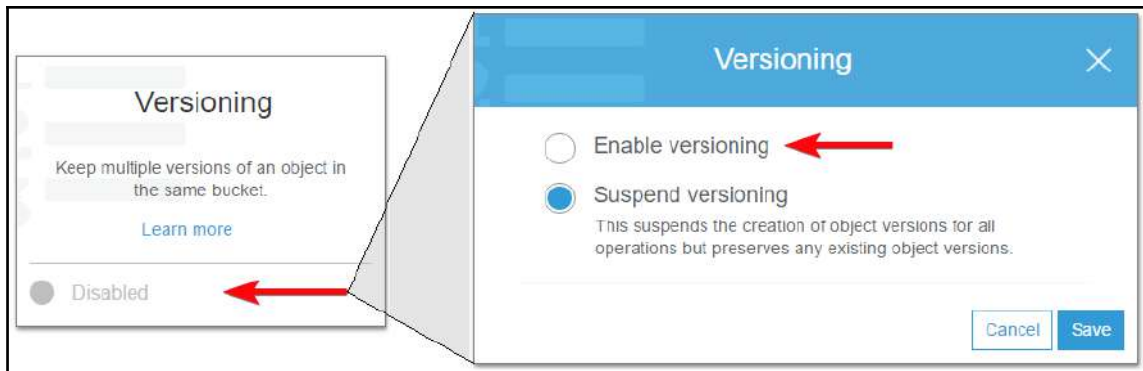 Versioning
Keep multiple versions of an object in
the same bucket.
Learn more
Disabled
Versioning
Enable versioning
Suspend versioning
This suspends the creation of object versions for all
operations but preserves any existing object versions.
Cancel
Save